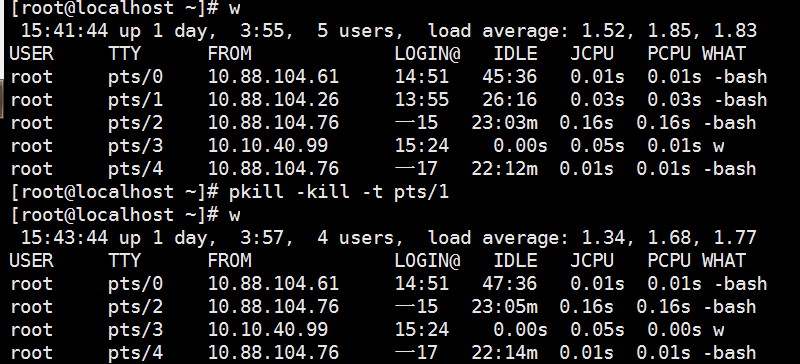 [root@localhost ~]# w
15:41:44 up 1 day,  3:55,  5 users,  load average: 1.52, 1.85, 1.83
USER     TTY      FROM             LOGIN@   IDLE   JCPU   PCPU WHAT
root     pts/0    10.88.104.61     14:51   45:36   0.01s  0.01s -bash
root     pts/1    10.88.104.26     13:55   26:16   0.03s  0.03s -bash
root     pts/2    10.88.104.76     一15   23:03m  0.16s  0.16s -bash
root     pts/3    10.10.40.99      15:24    0.00s  0.05s  0.01s w
root     pts/4    10.88.104.76     一17   22:12m  0.01s  0.01s -bash
[root@localhost ~]# pkill -kill -t pts/1
[root@localhost ~]# w
15:43:44 up 1 day,  3:57,  4 users,  load average: 1.34, 1.68, 1.77
USER     TTY      FROM             LOGIN@   IDLE   JCPU   PCPU WHAT
root     pts/0    10.88.104.61     14:51   47:36   0.01s  0.01s -bash
root     pts/2    10.88.104.76     一15   23:05m  0.16s  0.16s -bash
root     pts/3    10.10.40.99      15:24    0.00s  0.05s  0.00s w
root     pts/4    10.88.104.76     一17   22:14m  0.01s  0.01s -bash